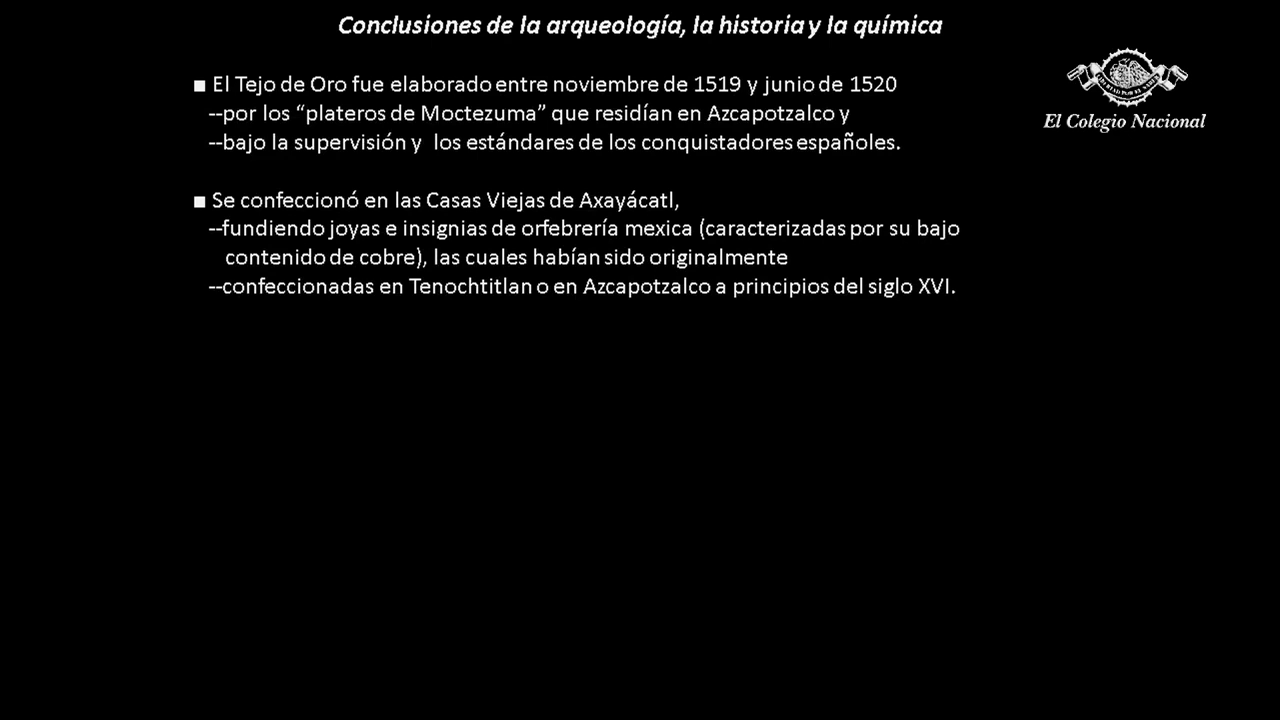 Conclusiones de la arqueología, la historia y la química
■ El Tejo de Oro fue elaborado entre noviembre de 1519 y junio de 1520
--por los “plateros de Moctezuma” que residían en Azcapotzalco y
--bajo la supervisión y los estándares de los conquistadores españoles.
■ Se confeccionó en las Casas Viejas de Axayácatl,
--fundiendo joyas e insignias de orfebrería mexica (caracterizadas por su bajo
contenido de cobre), las cuales habían sido originalmente
--confeccionadas en Tenochtitlan o en Azcapotzalco a principios del siglo XVI.
El Colegio Nacional